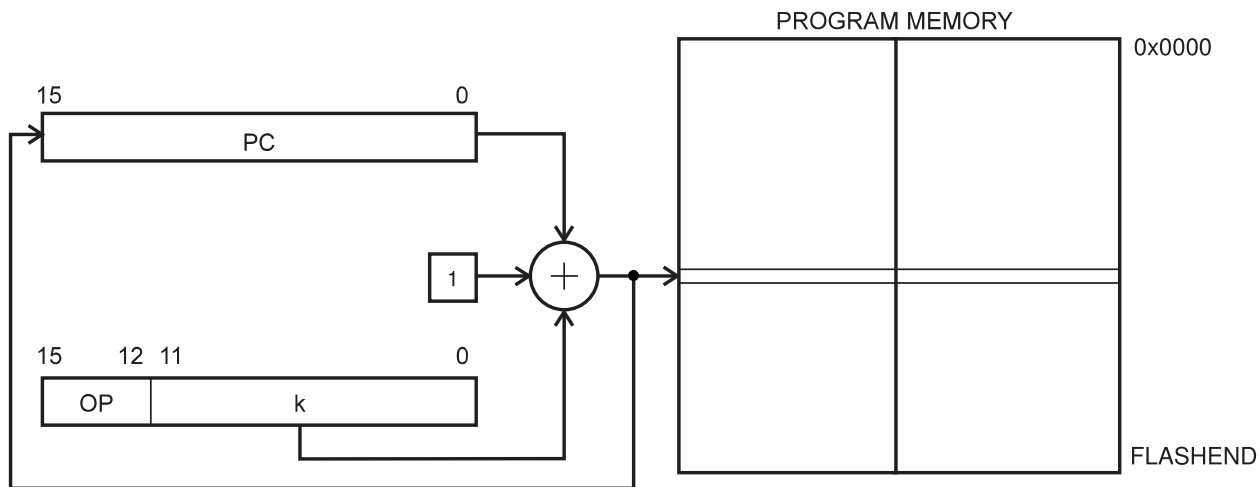 PROGRAM MEMORY
0x0000
15 0
PC
1
15 12 11 0
OP k
FLASHEND